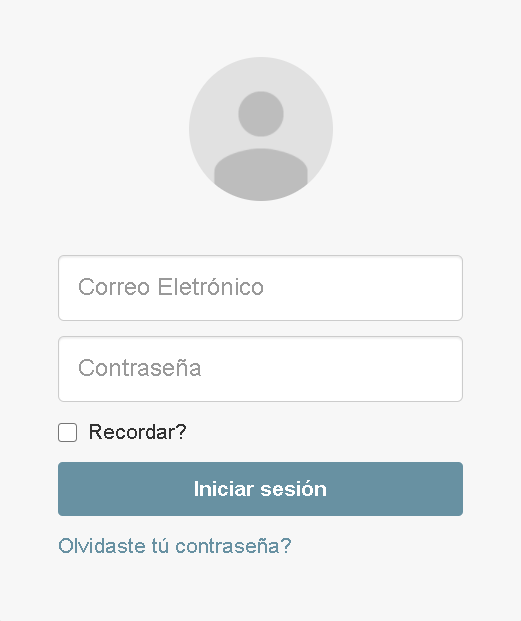 Correo Eletrónico
Contraseña
Recordar?
Iniciar sesión
Olvidaste tú contraseña?